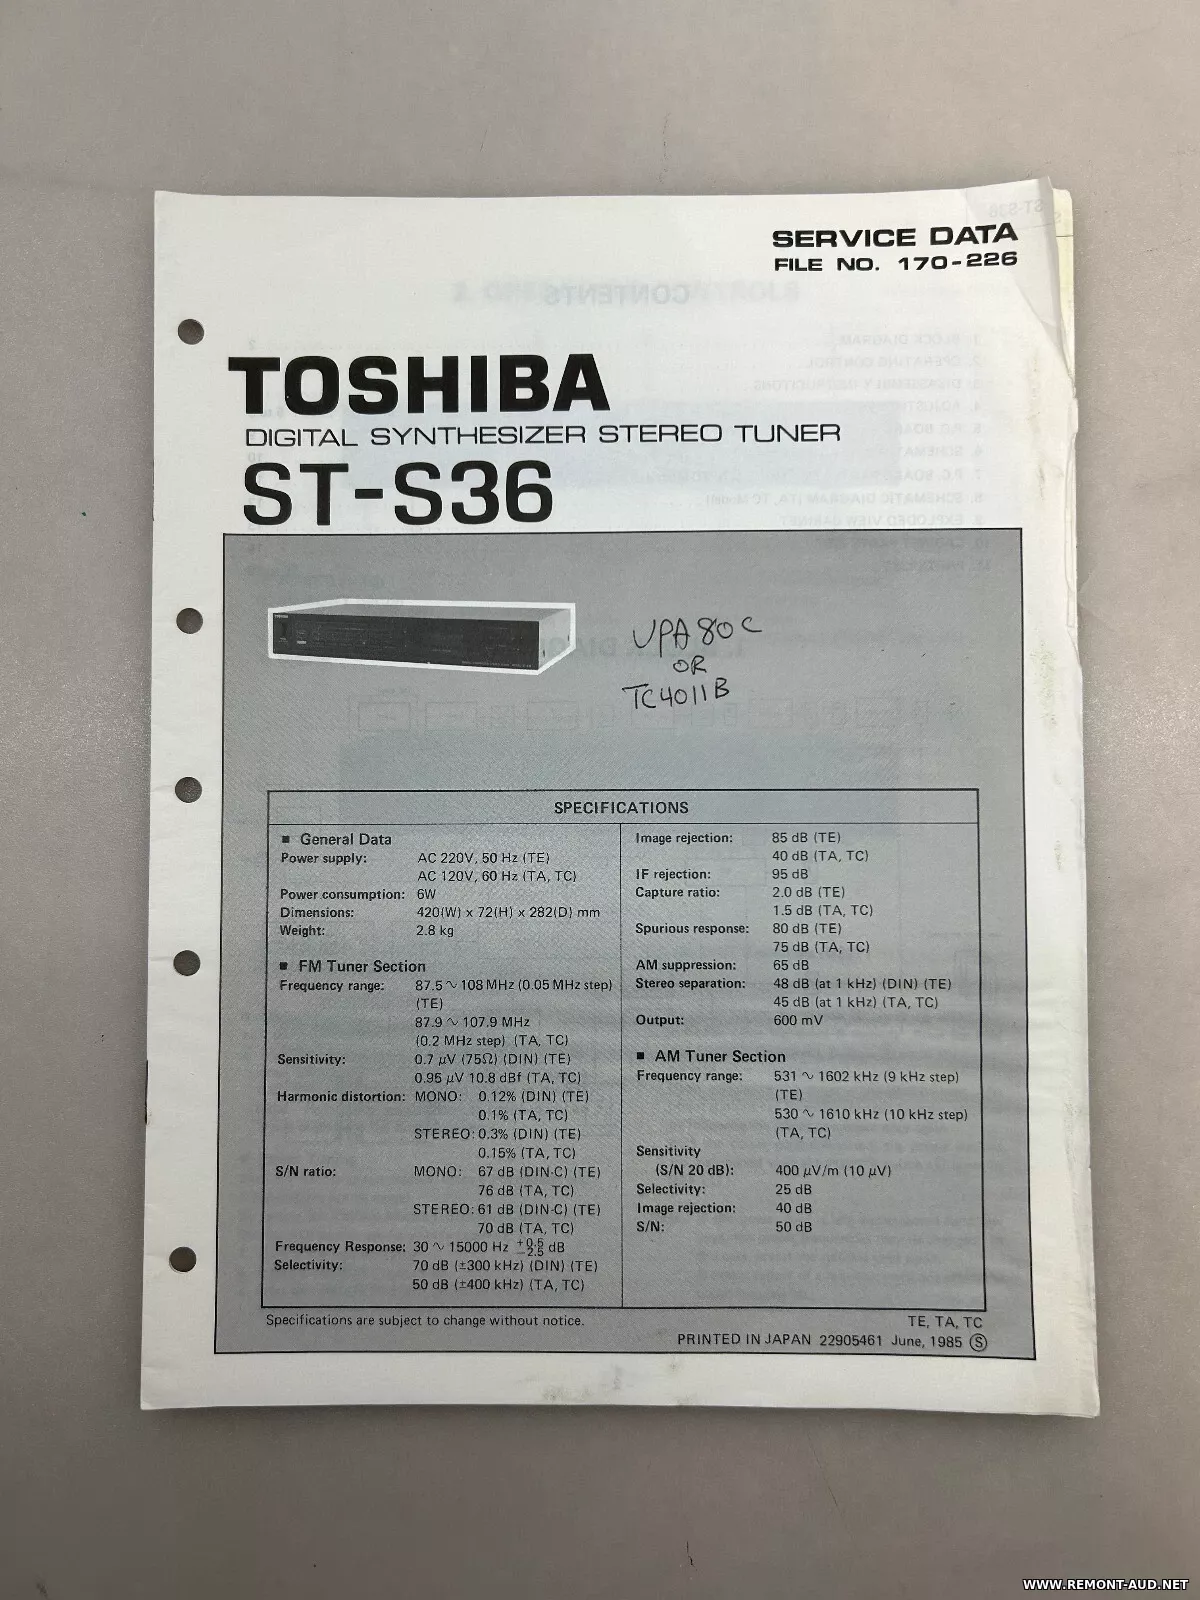 SERVICE DATA
FILE NO. 170-226
TOSHIBA
DIGITAL SYNTHESIZER STEREO TUNER
ST-S36
UPA80C
OR
TC4011B
SPECIFICATIONS
■ General Data
Power supply: AC 220V, 50 Hz (TE)
AC 120V, 60 Hz (TA, TC)
Power consumption: 6W
Dimensions: 420(W) x 72(H) x 282(D) mm
Weight: 2.8 kg
■ FM Tuner Section
Frequency range: 87.5 ∿ 108 MHz (0.05 MHz step)
(TE)
87.9 ∿ 107.9 MHz
(0.2 MHz step) (TA, TC)
Sensitivity: 0.7 μV (75Ω) (DIN) (TE)
0.95 μV 10.8 dBf (TA, TC)
Harmonic distortion: MONO: 0.12% (DIN) (TE)
0.1% (TA, TC)
STEREO: 0.3% (DIN) (TE)
0.15% (TA, TC)
S/N ratio: MONO: 67 dB (DIN-C) (TE)
76 dB (TA, TC)
STEREO: 61 dB (DIN-C) (TE)
70 dB (TA, TC)
Frequency Response: 30 ∿ 15000 Hz +0.5 −2.5 dB
Selectivity: 70 dB (±300 kHz) (DIN) (TE)
50 dB (±400 kHz) (TA, TC)
Image rejection: 85 dB (TE)
40 dB (TA, TC)
IF rejection: 95 dB
Capture ratio: 2.0 dB (TE)
1.5 dB (TA, TC)
Spurious response: 80 dB (TE)
75 dB (TA, TC)
AM suppression: 65 dB
Stereo separation: 48 dB (at 1 kHz) (DIN) (TE)
45 dB (at 1 kHz) (TA, TC)
Output: 600 mV
■ AM Tuner Section
Frequency range: 531 ∿ 1602 kHz (9 kHz step)
(TE)
530 ∿ 1610 kHz (10 kHz step)
(TA, TC)
Sensitivity
(S/N 20 dB): 400 μV/m (10 μV)
Selectivity: 25 dB
Image rejection: 40 dB
S/N: 50 dB
Specifications are subject to change without notice.
TE, TA, TC
PRINTED IN JAPAN 22905461 June, 1985 Ⓢ
WWW.REMONT-AUD.NET